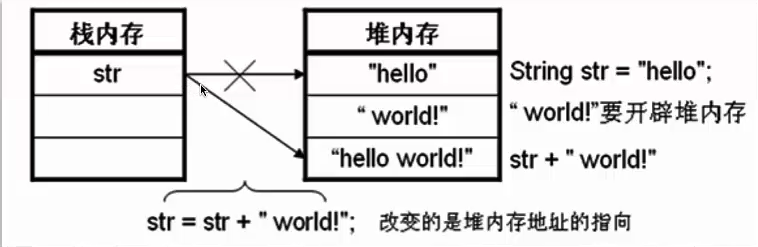 栈内存
堆内存
str
"hello"
String str = "hello";
" world!"
" world!"要开辟堆内存
"hello world!"
str + " world!"
str = str + " world!"; 改变的是堆内存地址的指向